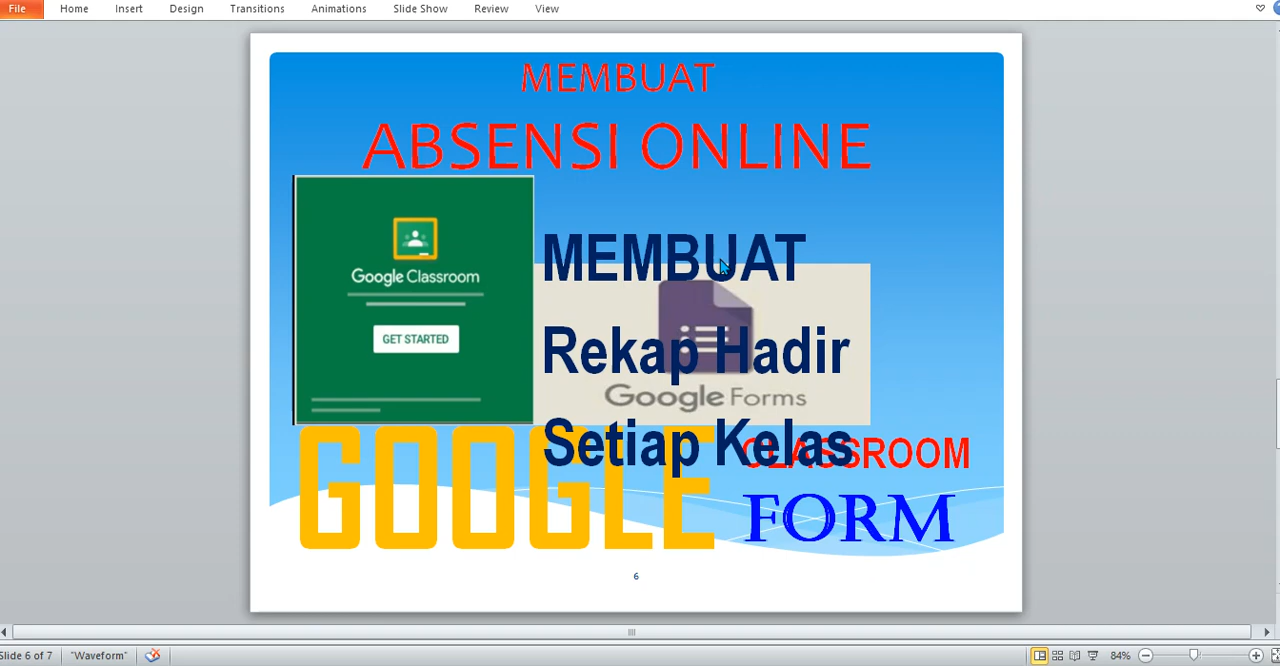 File Home Insert Design Transitions Animations Slide Show Review View
MEMBUAT
ABSENSI ONLINE
Google Classroom
GET STARTED
MEMBUAT
Rekap Hadir
Setiap Kelas
Google Forms
GOOGLE
CLASSROOM
FORM
6
Slide 6 of 7 "Waveform" 84%